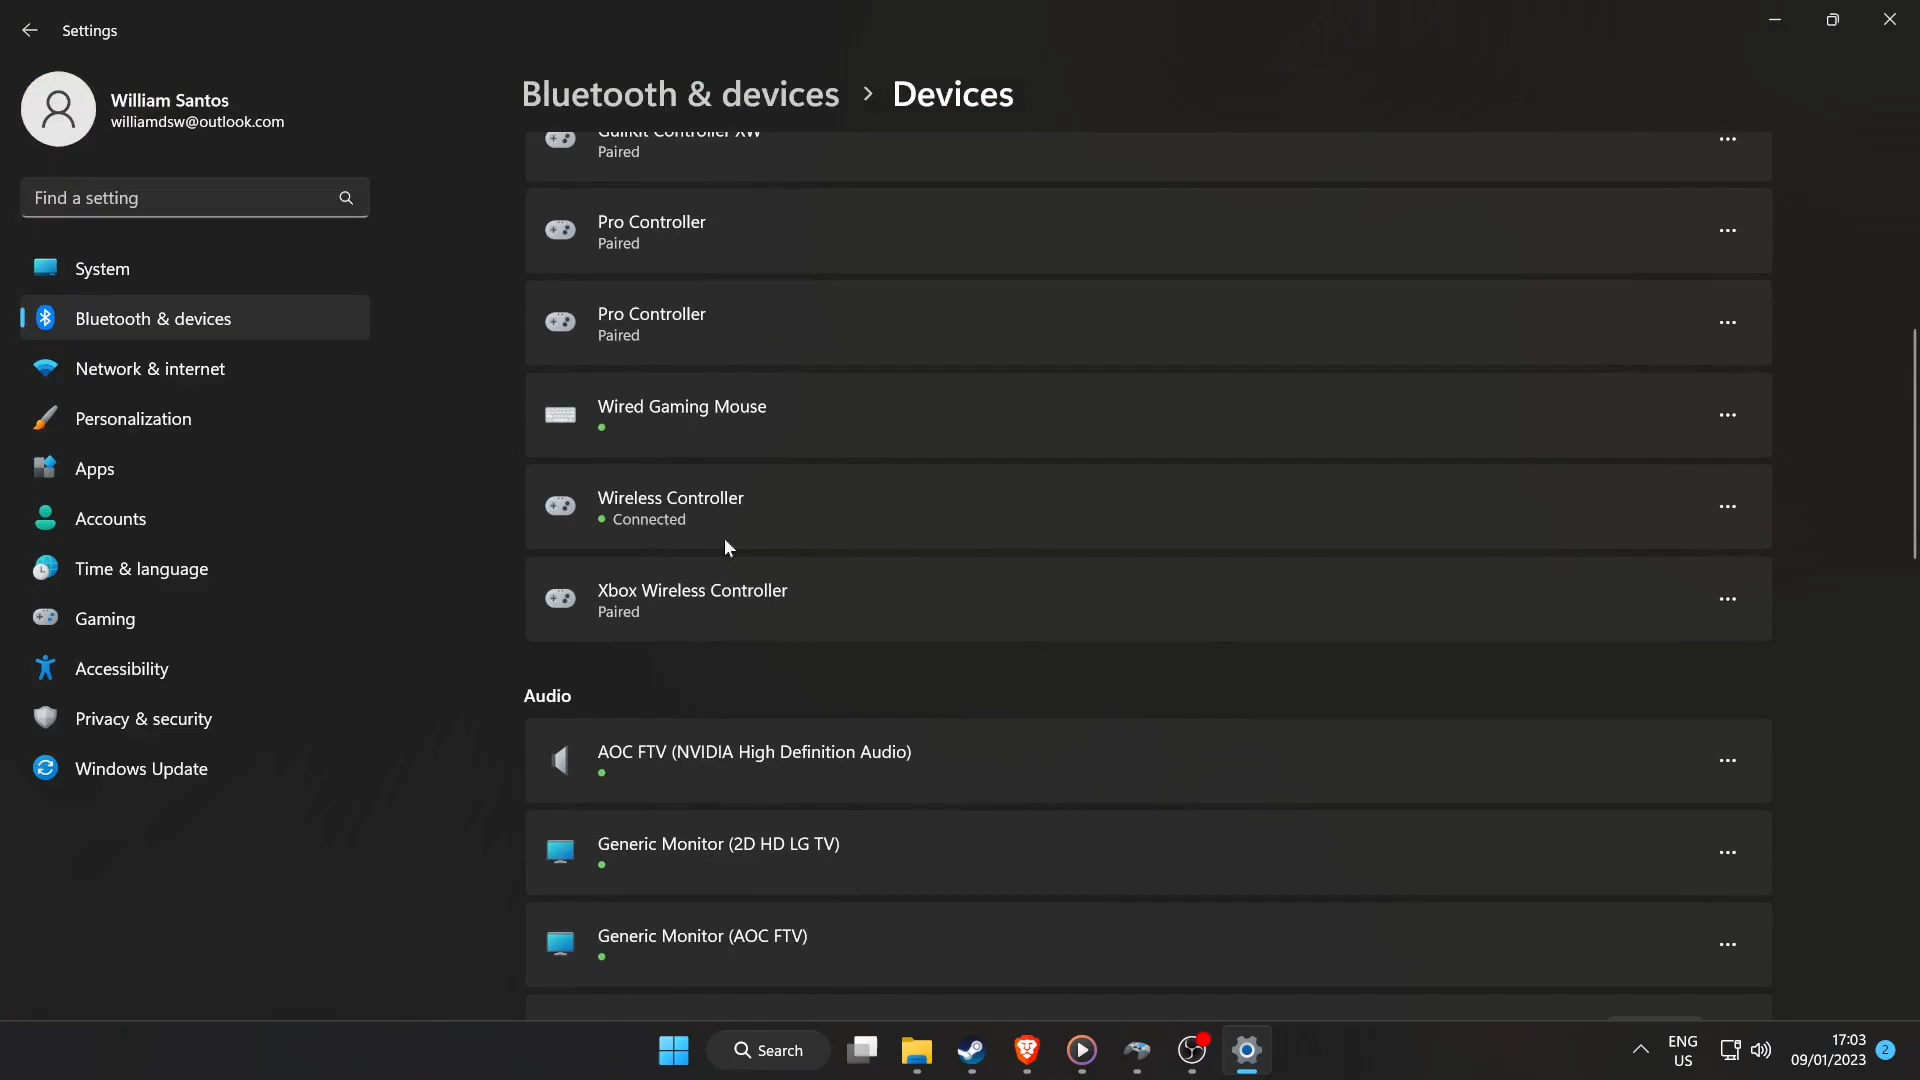 Settings
William Santos
williamdsw@outlook.com
Find a setting
System
Bluetooth & devices
Network & internet
Personalization
Apps
Accounts
Time & language
Gaming
Accessibility
Privacy & security
Windows Update
Bluetooth & devices > Devices
Paired
Pro Controller
Paired
Pro Controller
Paired
Wired Gaming Mouse
Wireless Controller
Connected
Xbox Wireless Controller
Paired
Audio
AOC FTV (NVIDIA High Definition Audio)
Generic Monitor (2D HD LG TV)
Generic Monitor (AOC FTV)
Search
ENG
US
17:03
09/01/2023
2